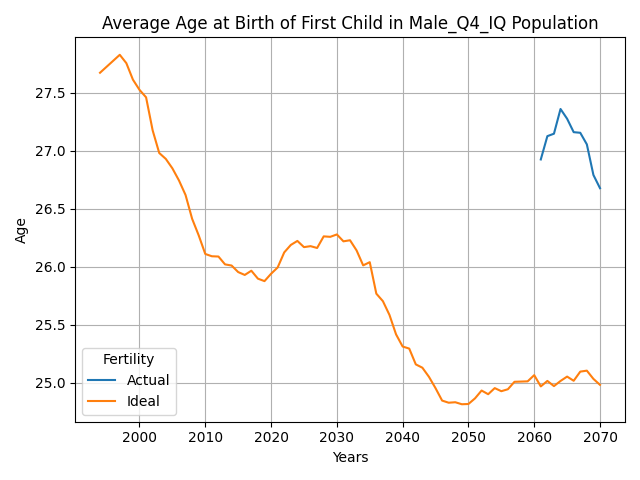 Average Age at Birth of First Child in Male_Q4_IQ Population
Age
27.5
27.0
26.5
26.0
25.5
25.0
Fertility
Actual
Ideal
2000 2010 2020 2030 2040 2050 2060 2070
Years